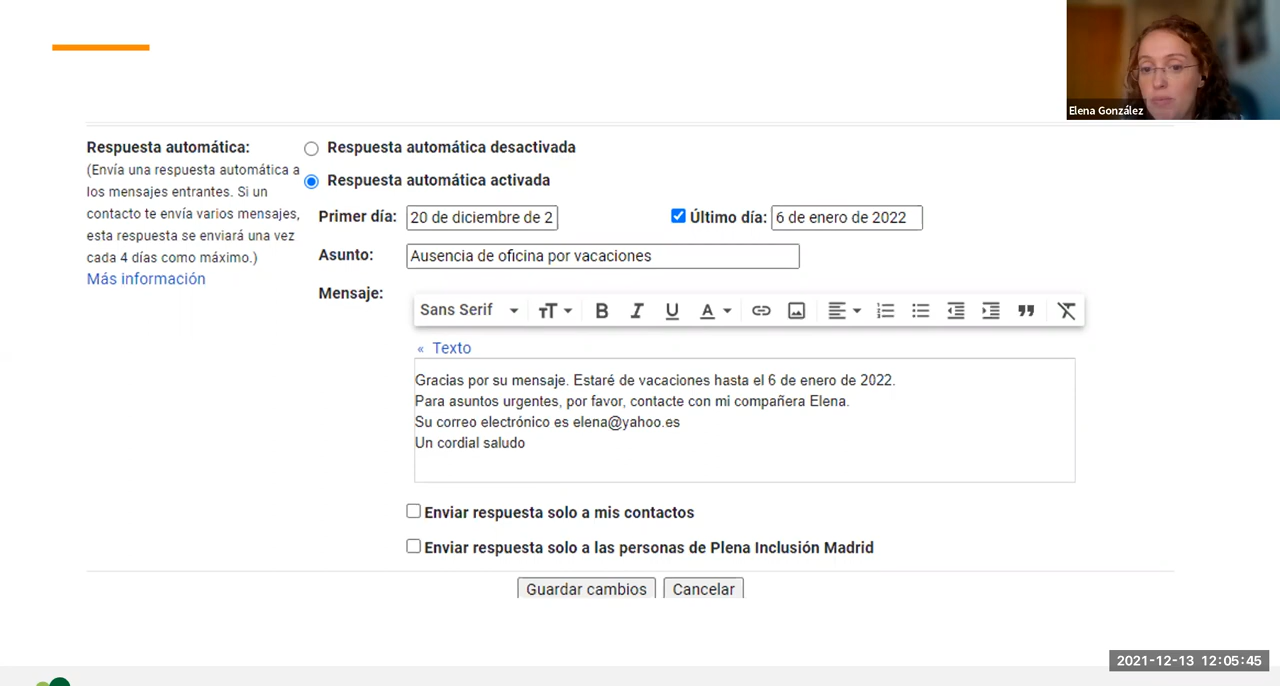 Elena González
Respuesta automática:
(Envía una respuesta automática a
los mensajes entrantes. Si un
contacto te envía varios mensajes,
esta respuesta se enviará una vez
cada 4 días como máximo.)
Más información
Respuesta automática desactivada
Respuesta automática activada
Primer día: 20 de diciembre de 2
Último día: 6 de enero de 2022
Asunto: Ausencia de oficina por vacaciones
Mensaje:
Sans Serif
« Texto
Gracias por su mensaje. Estaré de vacaciones hasta el 6 de enero de 2022.
Para asuntos urgentes, por favor, contacte con mi compañera Elena.
Su correo electrónico es elena@yahoo.es
Un cordial saludo
Enviar respuesta solo a mis contactos
Enviar respuesta solo a las personas de Plena Inclusión Madrid
Guardar cambios Cancelar
2021-12-13 12:05:45